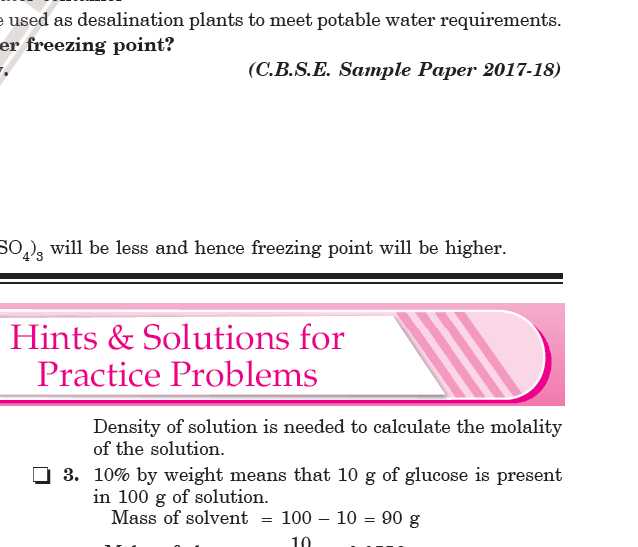 used as desalination plants to meet potable water requirements.
er freezing point?
(C.B.S.E. Sample Paper 2017-18)
SO₄)₃ will be less and hence freezing point will be higher.
Hints & Solutions for
Practice Problems
Density of solution is needed to calculate the molality
of the solution.
❑ 3. 10% by weight means that 10 g of glucose is present
in 100 g of solution.
Mass of solvent = 100 – 10 = 90 g
10